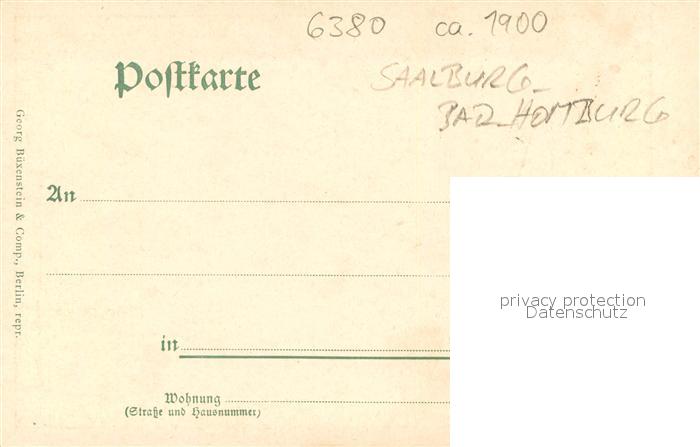 6380 ca. 1900
Postkarte
SAALBURG-
BAD-HOMBURG
An
in
Wohnung
(Straße und Hausnummer)
Georg Büxenstein & Comp., Berlin, repr.
privacy protection
Datenschutz